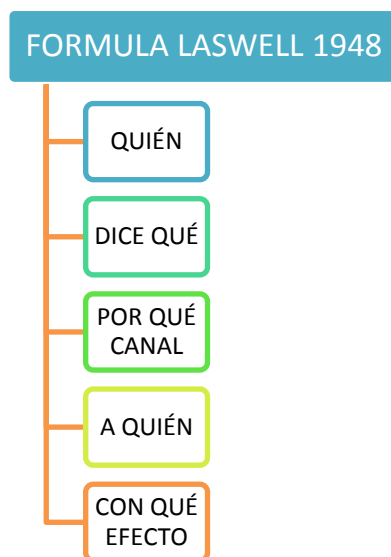 FORMULA LASWELL 1948
QUIÉN
DICE QUÉ
POR QUÉ
CANAL
A QUIÉN
CON QUÉ
EFECTO